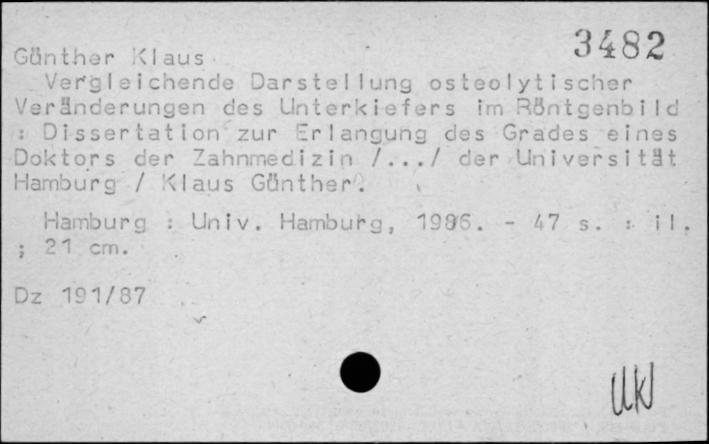 3482
Günther Klaus
Vergleichende Darstellung osteolytischer
Veränderungen des Unterkiefers im Röntgenbild
: Dissertation zur Erlangung des Grades eines
Doktors der Zahnmedizin /.../ der Universität
Hamburg / Klaus Günther.
Hamburg : Univ. Hamburg, 1986. - 47 s. : il.
; 21 cm.
Dz 191/87